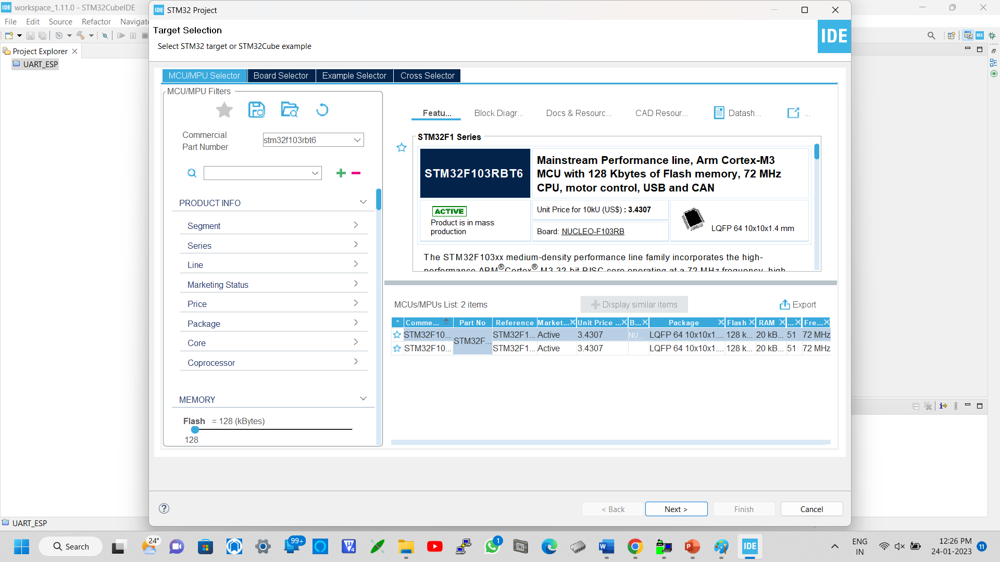 IDE workspace_1.11.0 - STM32CubeIDE
File Edit Source Refactor Navigate
Project Explorer
UART_ESP
IDE STM32 Project
Target Selection
Select STM32 target or STM32Cube example
IDE
MCU/MPU Selector Board Selector Example Selector Cross Selector
MCU/MPU Filters
Commercial
Part Number
stm32f103rbt6
PRODUCT INFO
Segment
Series
Line
Marketing Status
Price
Package
Core
Coprocessor
MEMORY
Flash = 128 (kBytes)
128
Featu... Block Diagr... Docs & Resourc... CAD Resour... Datash... ...
STM32F1 Series
STM32F103RBT6
Mainstream Performance line, Arm Cortex-M3
MCU with 128 Kbytes of Flash memory, 72 MHz
CPU, motor control, USB and CAN
ACTIVE
Product is in mass
production
Unit Price for 10kU (US$) : 3.4307
Board: NUCLEO-F103RB
LQFP 64 10x10x1.4 mm
The STM32F103xx medium-density performance line family incorporates the high-
performance ARM®Cortex® M3 32-bit RISC core operating at a 72 MHz frequency, high
MCUs/MPUs List: 2 items
Display similar items
Export
* Comme... Part No Reference Market... Unit Price ... B... Package Flash RAM ... Fre...
STM32F10... STM32F... STM32F1... Active 3.4307 NU... LQFP 64 10x10x1.... 128 k... 20 kB... 51 72 MHz
STM32F10... STM32F1... Active 3.4307 LQFP 64 10x10x1.... 128 k... 20 kB... 51 72 MHz
< Back Next > Finish Cancel
UART_ESP
Search
24°
99+
1
IDE
ENG
IN
12:26 PM
24-01-2023
11
MX